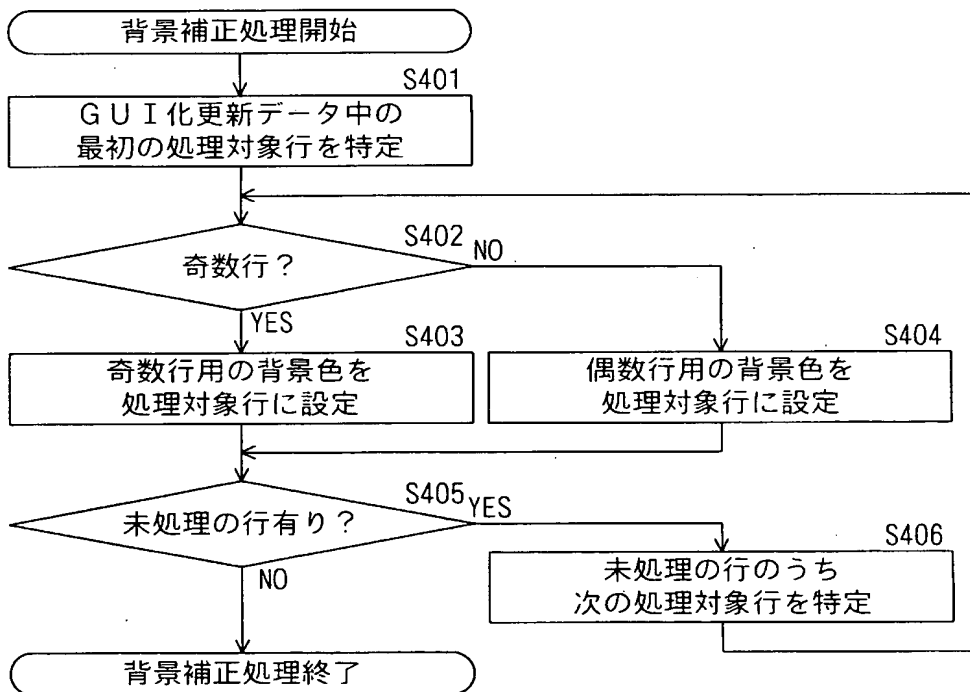 背景補正処理開始
S401
ＧＵＩ化更新データ中の
最初の処理対象行を特定
S402
奇数行？
NO
YES
S403
奇数行用の背景色を
処理対象行に設定
S404
偶数行用の背景色を
処理対象行に設定
S405
未処理の行有り？
YES
NO
S406
未処理の行のうち
次の処理対象行を特定
背景補正処理終了